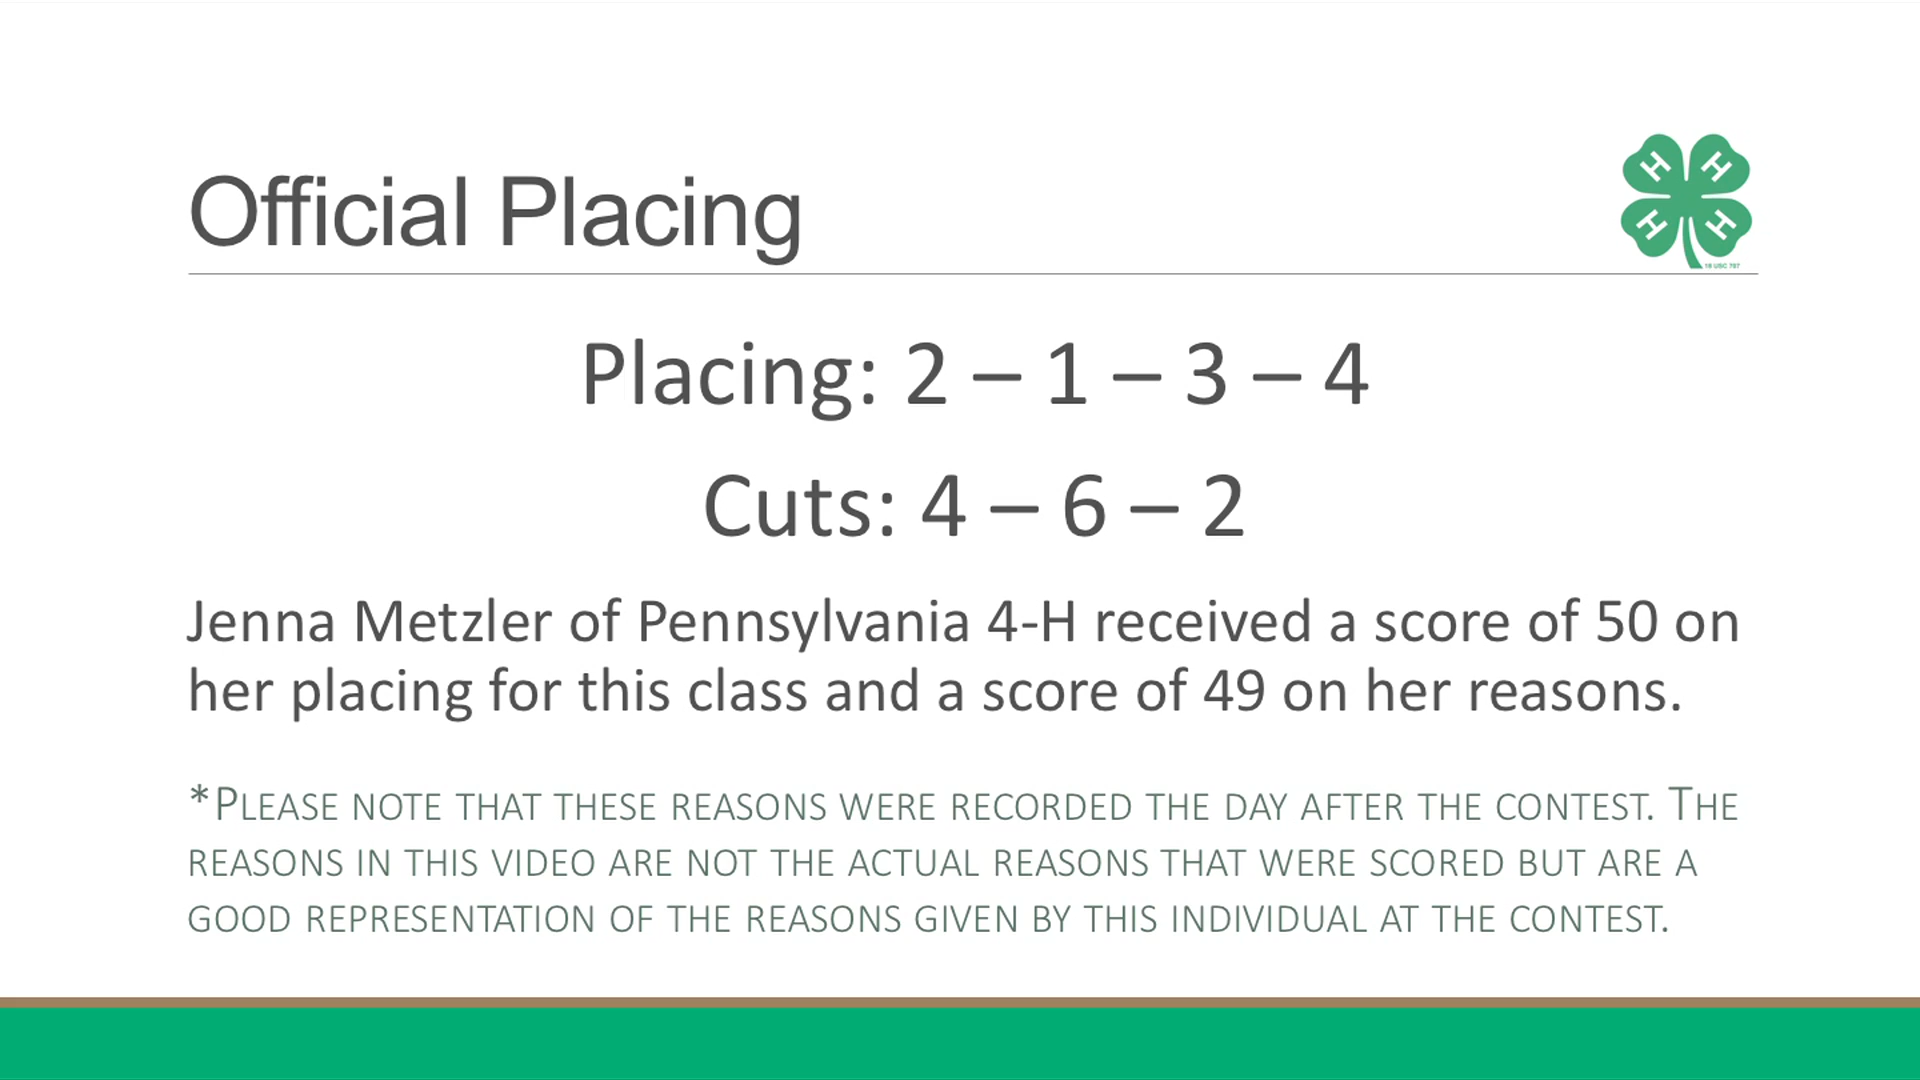 Official Placing
H H
H H
18 USC 707
Placing: 2 – 1 – 3 – 4
Cuts: 4 – 6 – 2
Jenna Metzler of Pennsylvania 4-H received a score of 50 on
her placing for this class and a score of 49 on her reasons.
*PLEASE NOTE THAT THESE REASONS WERE RECORDED THE DAY AFTER THE CONTEST. THE
REASONS IN THIS VIDEO ARE NOT THE ACTUAL REASONS THAT WERE SCORED BUT ARE A
GOOD REPRESENTATION OF THE REASONS GIVEN BY THIS INDIVIDUAL AT THE CONTEST.